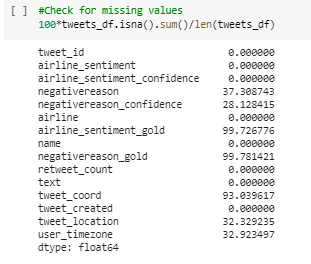 [ ] #Check for missing values
100*tweets_df.isna().sum()/len(tweets_df)
tweet_id 0.000000
airline_sentiment 0.000000
airline_sentiment_confidence 0.000000
negativereason 37.308743
negativereason_confidence 28.128415
airline 0.000000
airline_sentiment_gold 99.726776
name 0.000000
negativereason_gold 99.781421
retweet_count 0.000000
text 0.000000
tweet_coord 93.039617
tweet_created 0.000000
tweet_location 32.329235
user_timezone 32.923497
dtype: float64